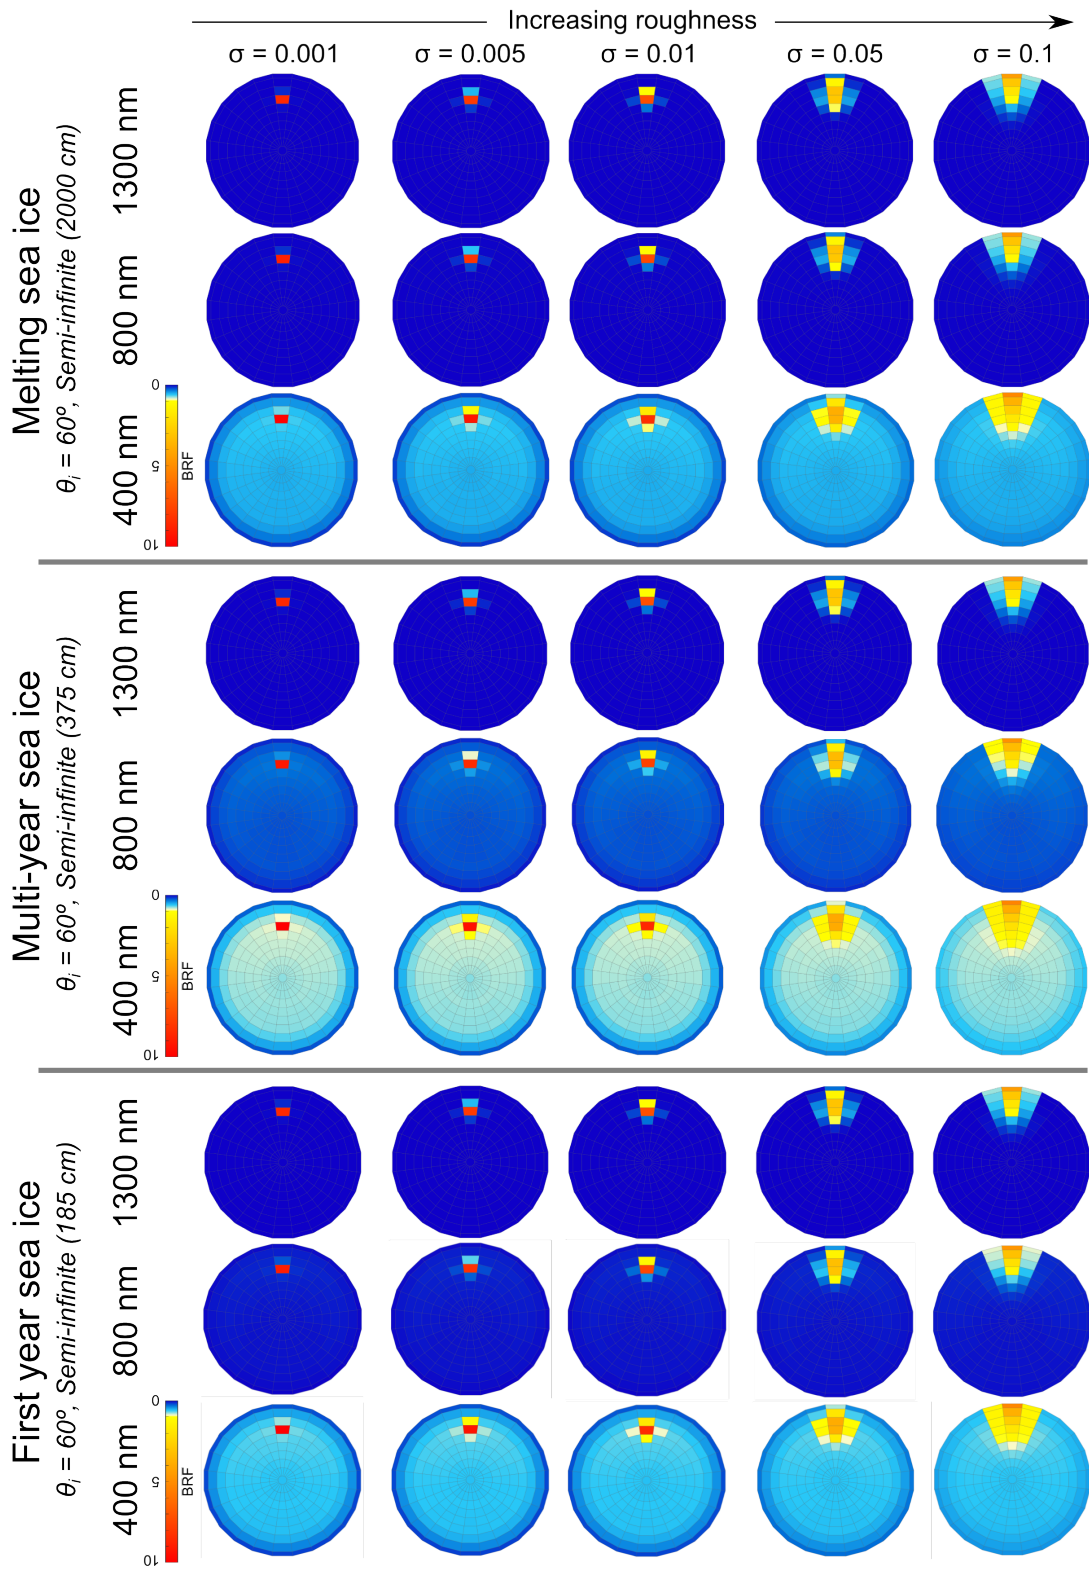 Increasing roughness
σ = 0.001
σ = 0.005
σ = 0.01
σ = 0.05
σ = 0.1
Melting sea ice
θi = 60º, Semi-infinite (2000 cm)
1300 nm
800 nm
400 nm
0
5
10
BRF
Multi-year sea ice
θi = 60º, Semi-infinite (375 cm)
1300 nm
800 nm
400 nm
0
5
10
BRF
First year sea ice
θi = 60º, Semi-infinite (185 cm)
1300 nm
800 nm
400 nm
0
5
10
BRF